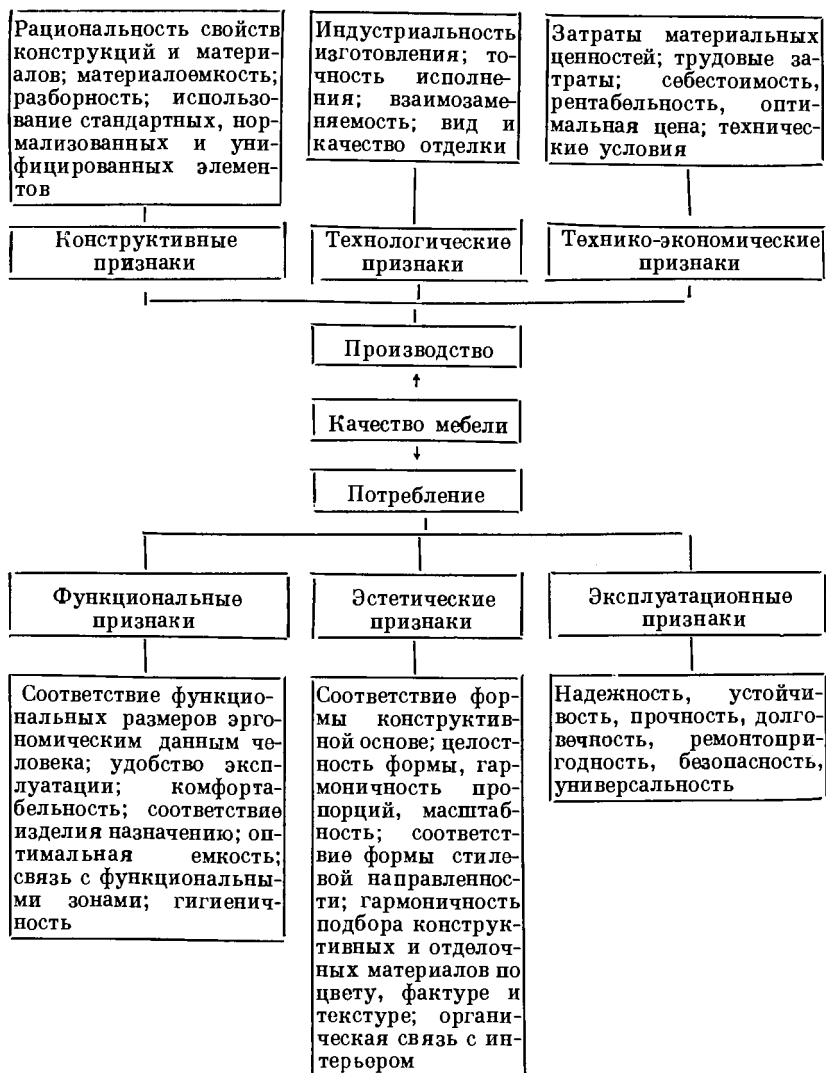 Рациональность свойств
конструкций и матери-
алов; материалоемкость;
разборность; использо-
вание стандартных, нор-
мализованных и уни-
фицированных элемен-
тов
Индустриальность
изготовления; то-
чность исполне-
ния; взаимозаме-
няемость; вид и
качество отделки
Затраты материальных
ценностей; трудовые за-
траты; себестоимость,
рентабельность, опти-
мальная цена; техничес-
кие условия
Конструктивные
признаки
Технологические
признаки
Технико-экономические
признаки
Производство
Качество мебели
Потребление
Функциональные
признаки
Эстетические
признаки
Эксплуатационные
признаки
Соответствие функцио-
нальных размеров эрго-
номическим данным че-
ловека; удобство эксп-
луатации; комфорта-
бельность; соответствие
изделия назначению; оп-
тимальная емкость;
связь с функциональны-
ми зонами; гигиенич-
ность
Соответствие фор-
мы конструктив-
ной основе; целост-
ность формы, гар-
моничность про-
порций, масштаб-
ность; соответст-
вие формы стиле-
вой направленнос-
ти; гармоничность
подбора конструк-
тивных и отделоч-
ных материалов по
цвету, фактуре и
текстуре; органи-
ческая связь с ин-
терьером
Надежность, устойчи-
вость, прочность, долго-
вечность, ремонтопри-
годность, безопасность,
универсальность